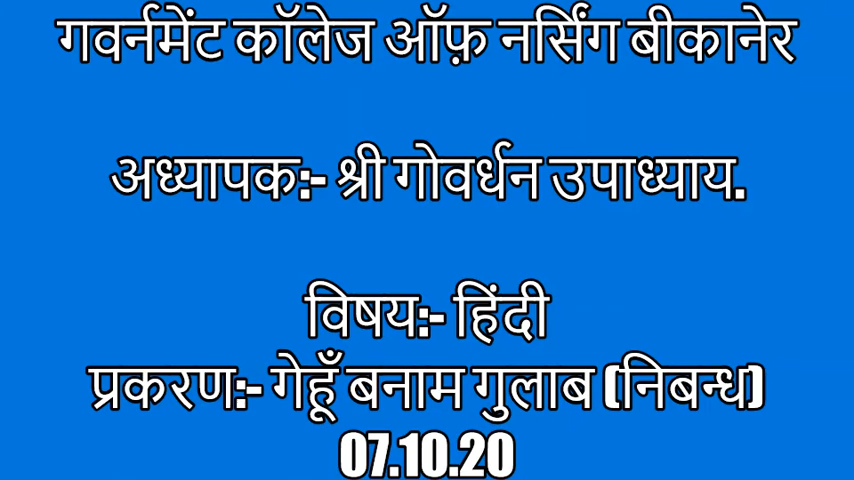 गवर्नमेंट कॉलेज ऑफ़ नर्सिंग बीकानेर
अध्यापक:- श्री गोवर्धन उपाध्याय.
विषय:- हिंदी
प्रकरण:- गेहूँ बनाम गुलाब (निबन्ध)
07.10.20